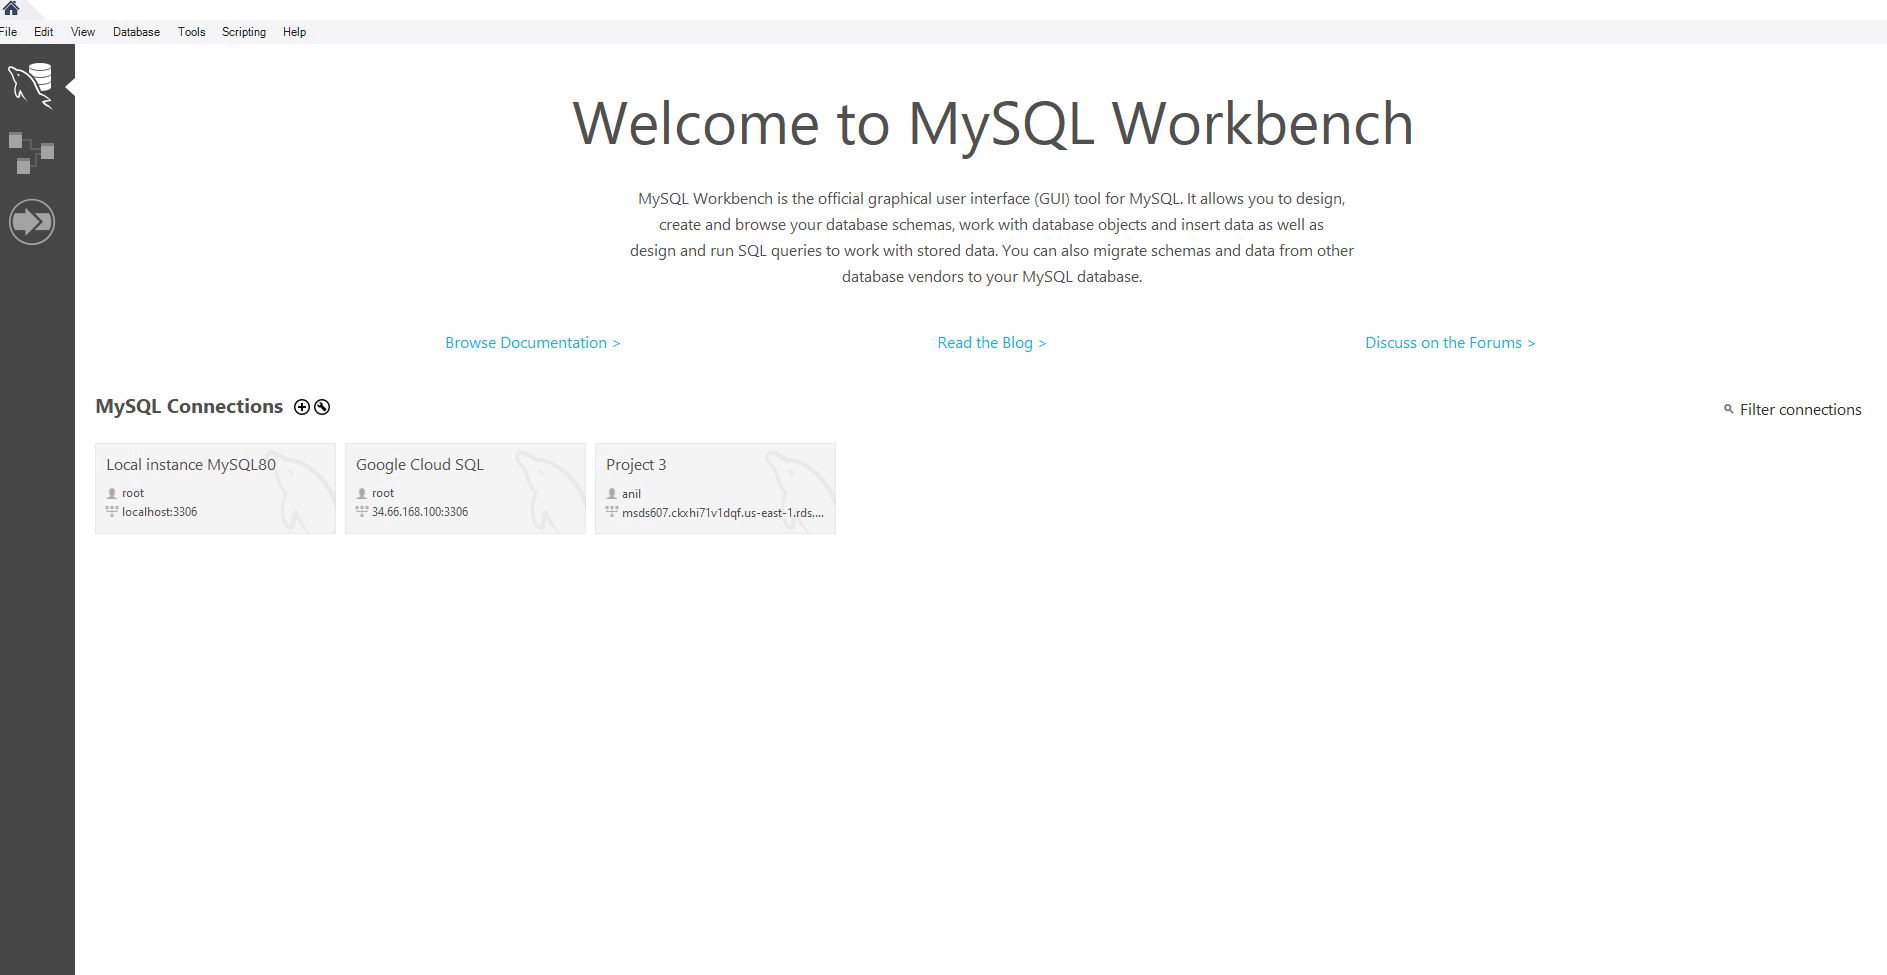 File Edit View Database Tools Scripting Help
Welcome to MySQL Workbench
MySQL Workbench is the official graphical user interface (GUI) tool for MySQL. It allows you to design,
create and browse your database schemas, work with database objects and insert data as well as
design and run SQL queries to work with stored data. You can also migrate schemas and data from other
database vendors to your MySQL database.
Browse Documentation > Read the Blog > Discuss on the Forums >
MySQL Connections
Filter connections
Local instance MySQL80
root
localhost:3306
Google Cloud SQL
root
34.66.168.100:3306
Project 3
anil
msds607.ckxhi71v1dqf.us-east-1.rds....